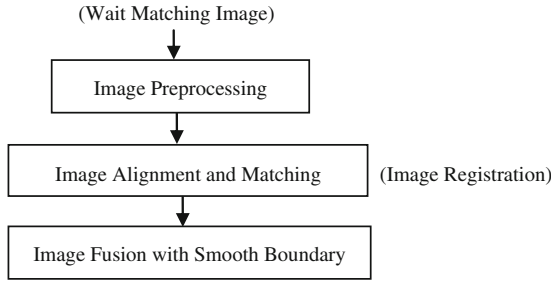 (Wait Matching Image)
Image Preprocessing
Image Alignment and Matching (Image Registration)
Image Fusion with Smooth Boundary